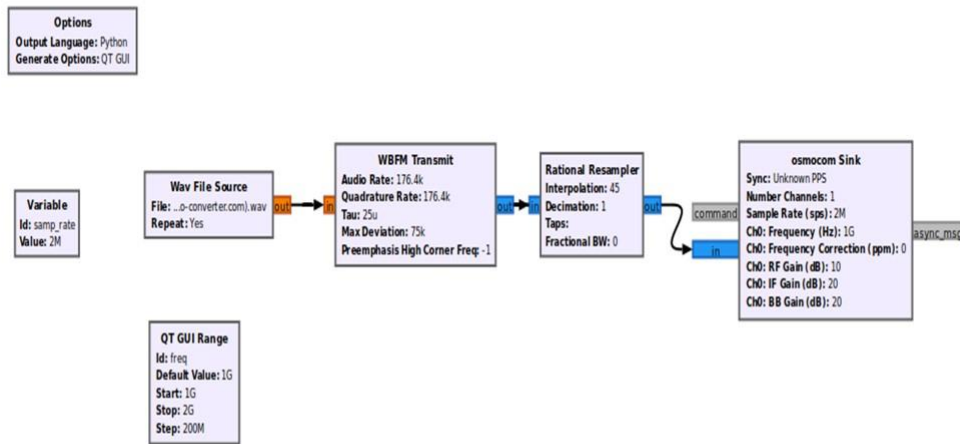 Options
Output Language: Python
Generate Options: QT GUI
Variable
Id: samp_rate
Value: 2M
Wav File Source
File: ...o-converter.com).wav
Repeat: Yes
out
in
WBFM Transmit
Audio Rate: 176.4k
Quadrature Rate: 176.4k
Tau: 25u
Max Deviation: 75k
Preemphasis High Corner Freq: -1
out
in
Rational Resampler
Interpolation: 45
Decimation: 1
Taps:
Fractional BW: 0
out
command
in
osmocom Sink
Sync: Unknown PPS
Number Channels: 1
Sample Rate (sps): 2M
Ch0: Frequency (Hz): 1G
Ch0: Frequency Correction (ppm): 0
Ch0: RF Gain (dB): 10
Ch0: IF Gain (dB): 20
Ch0: BB Gain (dB): 20
async_msg
QT GUI Range
Id: freq
Default Value: 1G
Start: 1G
Stop: 2G
Step: 200M